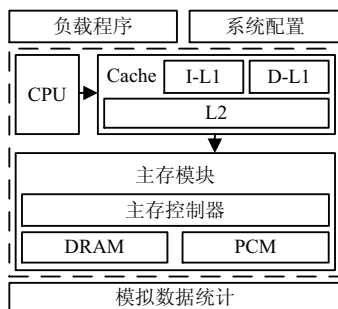 负载程序 系统配置
CPU Cache I-L1 D-L1
L2
主存模块
主存控制器
DRAM PCM
模拟数据统计